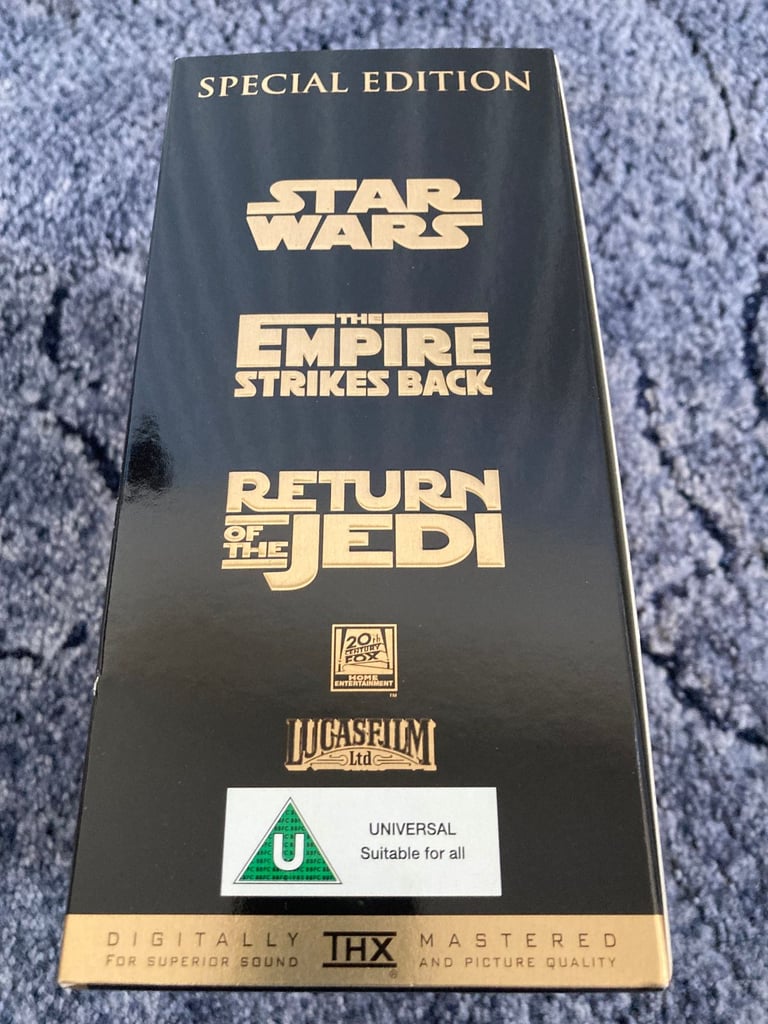 SPECIAL EDITION
STAR
WARS
THE
EMPIRE
STRIKES BACK
RETURN
OF THE JEDI
20th
CENTURY
FOX
HOME
ENTERTAINMENT
TM
LUCASFILM
Ltd
U
UNIVERSAL
Suitable for all
DIGITALLY THX MASTERED
FOR SUPERIOR SOUND AND PICTURE QUALITY